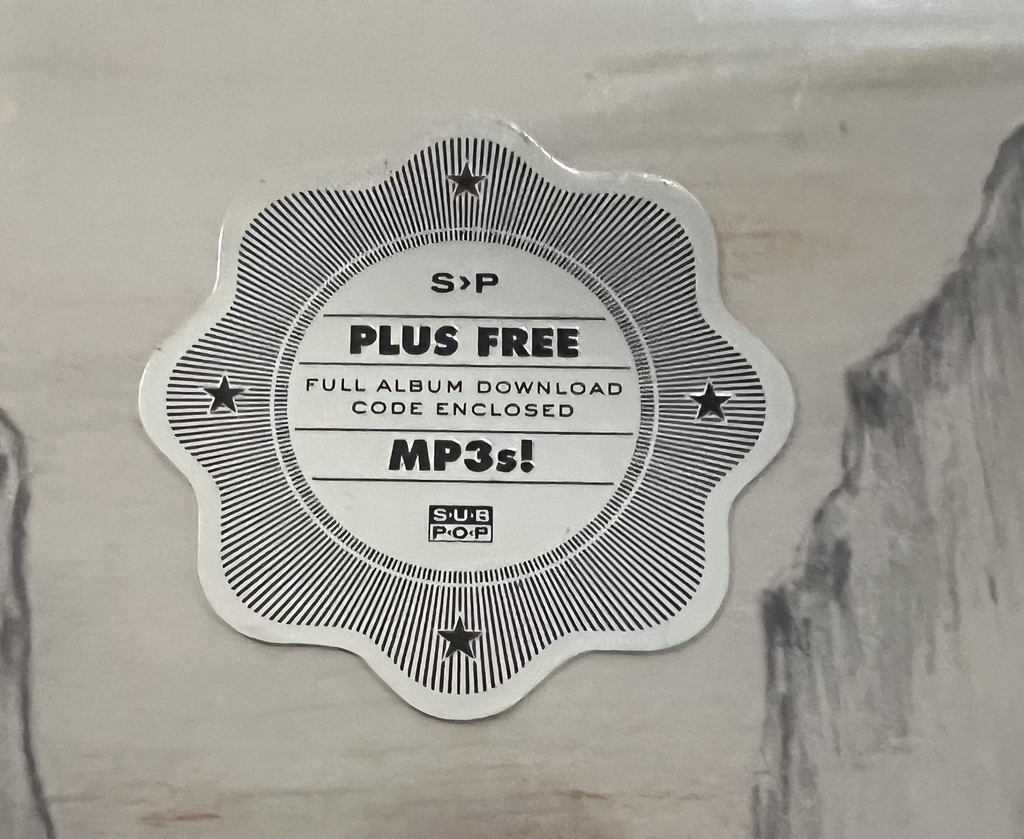 S›P
PLUS FREE
FULL ALBUM DOWNLOAD
CODE ENCLOSED
MP3s!
SUB
POP